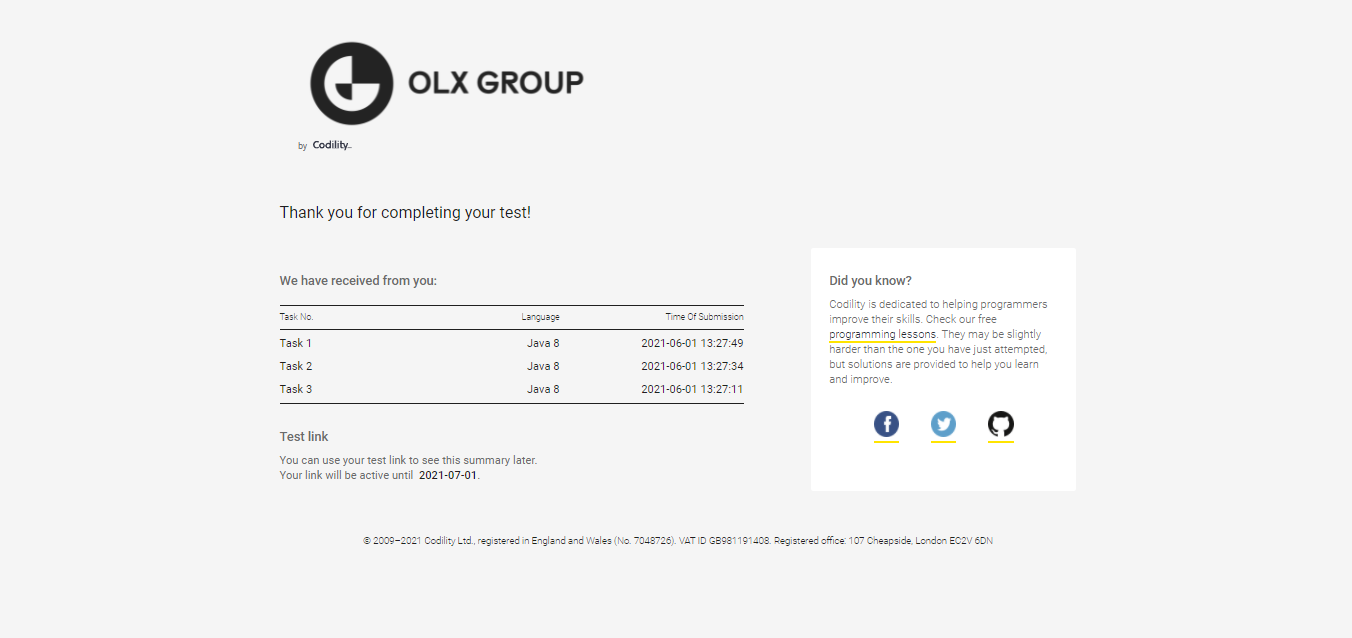 OLX GROUP
by Codility_
Thank you for completing your test!
We have received from you:
Task No. Language Time Of Submission
Task 1 Java 8 2021-06-01 13:27:49
Task 2 Java 8 2021-06-01 13:27:34
Task 3 Java 8 2021-06-01 13:27:11
Test link
You can use your test link to see this summary later.
Your link will be active until 2021-07-01.
Did you know?
Codility is dedicated to helping programmers
improve their skills. Check our free
programming lessons. They may be slightly
harder than the one you have just attempted,
but solutions are provided to help you learn
and improve.
© 2009–2021 Codility Ltd., registered in England and Wales (No. 7048726). VAT ID GB981191408. Registered office: 107 Cheapside, London EC2V 6DN